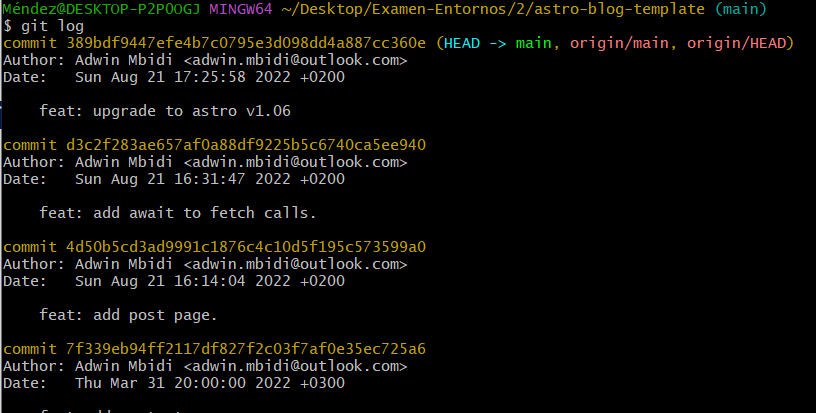 Méndez@DESKTOP-P2POOGJ MINGW64 ~/Desktop/Examen-Entornos/2/astro-blog-template (main)
$ git log
commit 389bdf9447efe4b7c0795e3d098dd4a887cc360e (HEAD -> main, origin/main, origin/HEAD)
Author: Adwin Mbidi <adwin.mbidi@outlook.com>
Date:   Sun Aug 21 17:25:58 2022 +0200
feat: upgrade to astro v1.06
commit d3c2f283ae657af0a88df9225b5c6740ca5ee940
Author: Adwin Mbidi <adwin.mbidi@outlook.com>
Date:   Sun Aug 21 16:31:47 2022 +0200
feat: add await to fetch calls.
commit 4d50b5cd3ad9991c1876c4c10d5f195c573599a0
Author: Adwin Mbidi <adwin.mbidi@outlook.com>
Date:   Sun Aug 21 16:14:04 2022 +0200
feat: add post page.
commit 7f339eb94ff2117df827f2c03f7af0e35ec725a6
Author: Adwin Mbidi <adwin.mbidi@outlook.com>
Date:   Thu Mar 31 20:00:00 2022 +0300